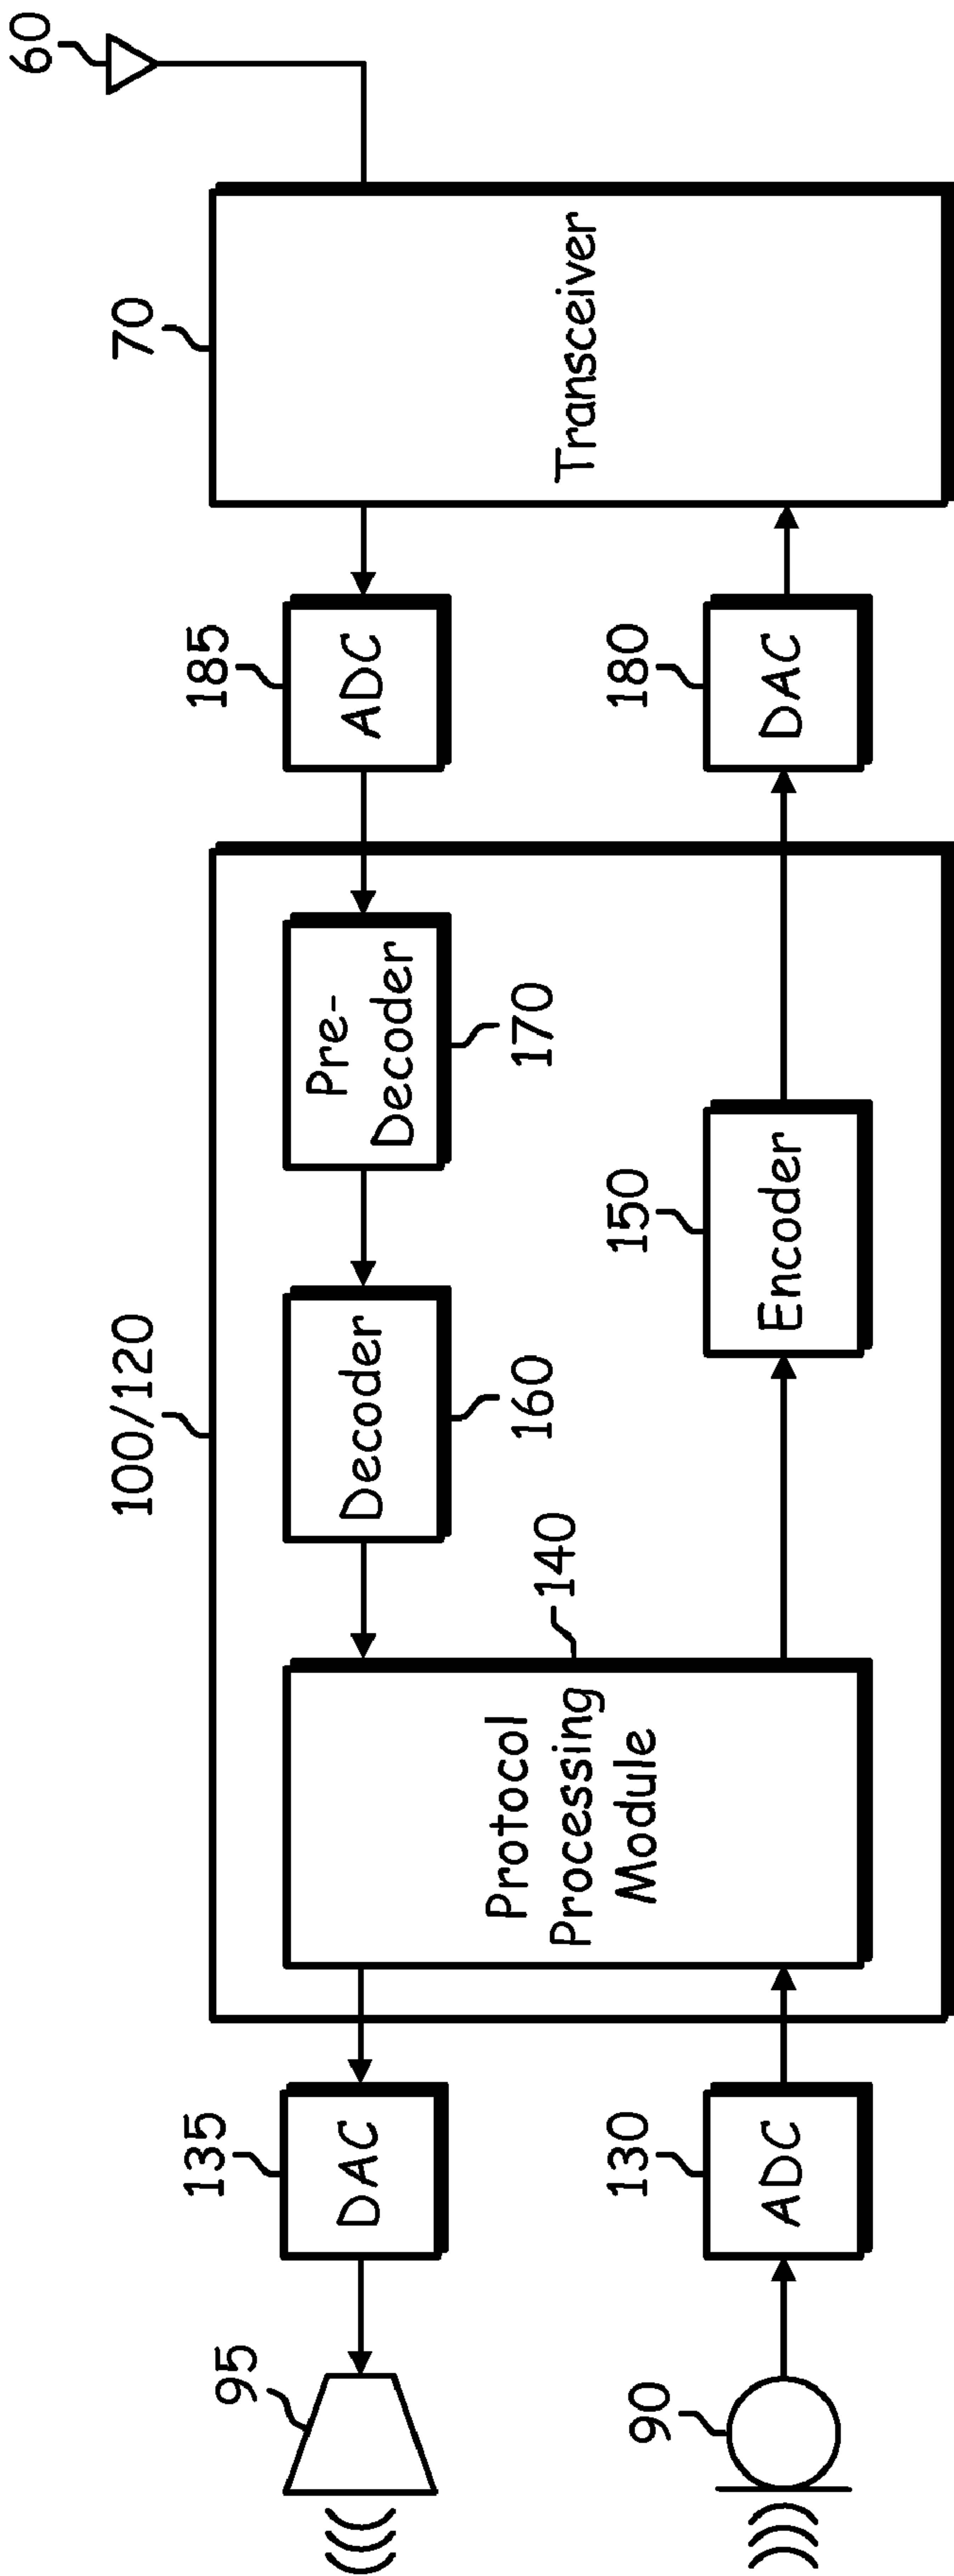 100/120
70
60
95
135
DAC
Decoder
160
Pre-
Decoder
170
185
ADC
Protocol
Processing
Module
140
Transceiver
90
130
ADC
150
Encoder
180
DAC